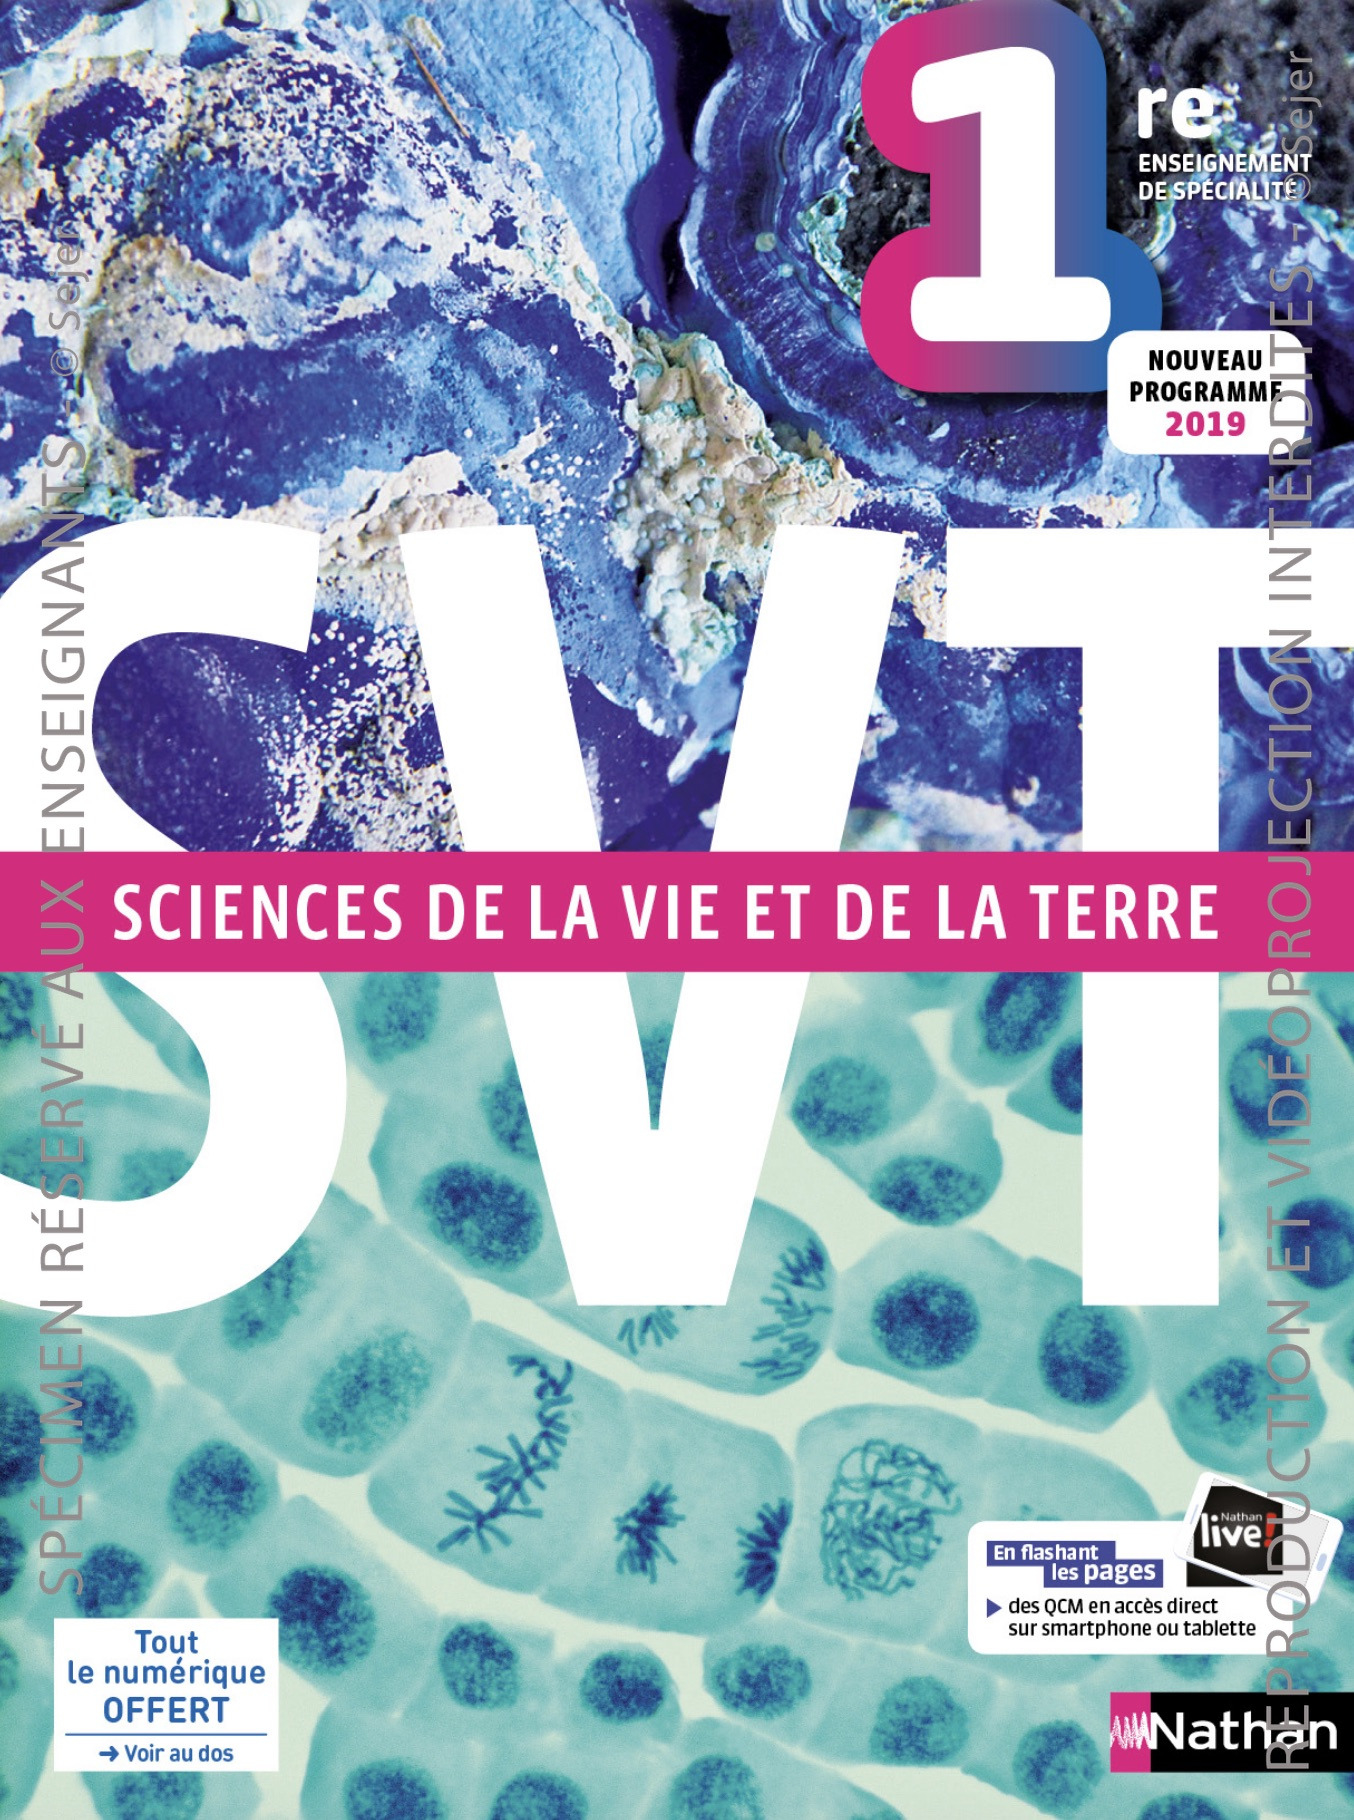 1re
ENSEIGNEMENT
DE SPÉCIALITÉ
NOUVEAU
PROGRAMME
2019
SVT
SCIENCES DE LA VIE ET DE LA TERRE
En flashant
les pages
Nathan
live!
des QCM en accès direct
sur smartphone ou tablette
Tout
le numérique
OFFERT
➔ Voir au dos
Nathan
SPÉCIMEN RÉSERVÉ AUX ENSEIGNANTS - © Sejer
REPRODUCTION ET VIDÉOPROJECTION INTERDITES - © Sejer